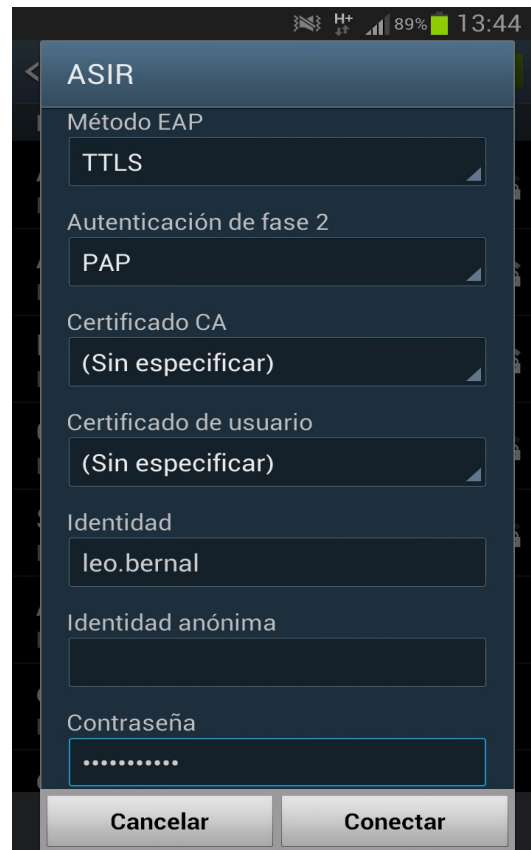 H+ 89% 13:44
ASIR
Método EAP
TTLS
Autenticación de fase 2
PAP
Certificado CA
(Sin especificar)
Certificado de usuario
(Sin especificar)
Identidad
leo.bernal
Identidad anónima
Contraseña
•••••••••••
Cancelar Conectar